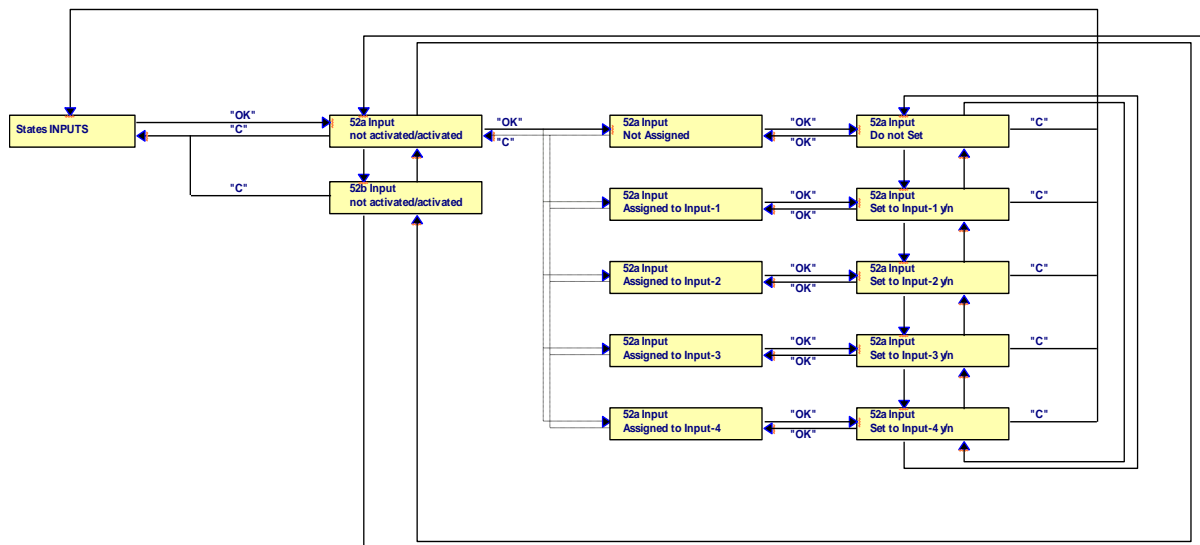 States INPUTS
"OK"
"C"
"C"
52a Input
not activated/activated
52b Input
not activated/activated
"OK"
"C"
52a Input
Not Assigned
"OK"
"OK"
52a Input
Do not Set
"C"
52a Input
Assigned to Input-1
"OK"
"OK"
52a Input
Set to Input-1 y/n
"C"
52a Input
Assigned to Input-2
"OK"
"OK"
52a Input
Set to Input-2 y/n
"C"
52a Input
Assigned to Input-3
"OK"
"OK"
52a Input
Set to Input-3 y/n
"C"
52a Input
Assigned to Input-4
"OK"
"OK"
52a Input
Set to Input-4 y/n
"C"